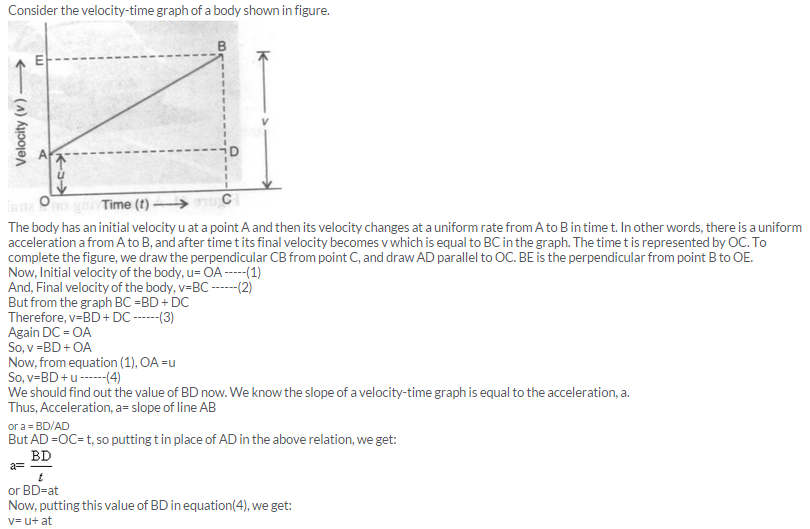 Consider the velocity-time graph of a body shown in figure.
B
E
Velocity (v)
v
A
D
u
O
Time (t)
C
The body has an initial velocity u at a point A and then its velocity changes at a uniform rate from A to B in time t. In other words, there is a uniform
acceleration a from A to B, and after time t its final velocity becomes v which is equal to BC in the graph. The time t is represented by OC. To
complete the figure, we draw the perpendicular CB from point C, and draw AD parallel to OC. BE is the perpendicular from point B to OE.
Now, Initial velocity of the body, u= OA -----(1)
And, Final velocity of the body, v=BC ------(2)
But from the graph BC =BD + DC
Therefore, v=BD + DC ------(3)
Again DC = OA
So, v =BD + OA
Now, from equation (1), OA =u
So, v=BD + u ------(4)
We should find out the value of BD now. We know the slope of a velocity-time graph is equal to the acceleration, a.
Thus, Acceleration, a= slope of line AB
or a = BD/AD
But AD =OC= t, so putting t in place of AD in the above relation, we get:
a= BD
t
or BD=at
Now, putting this value of BD in equation(4), we get:
v= u+ at